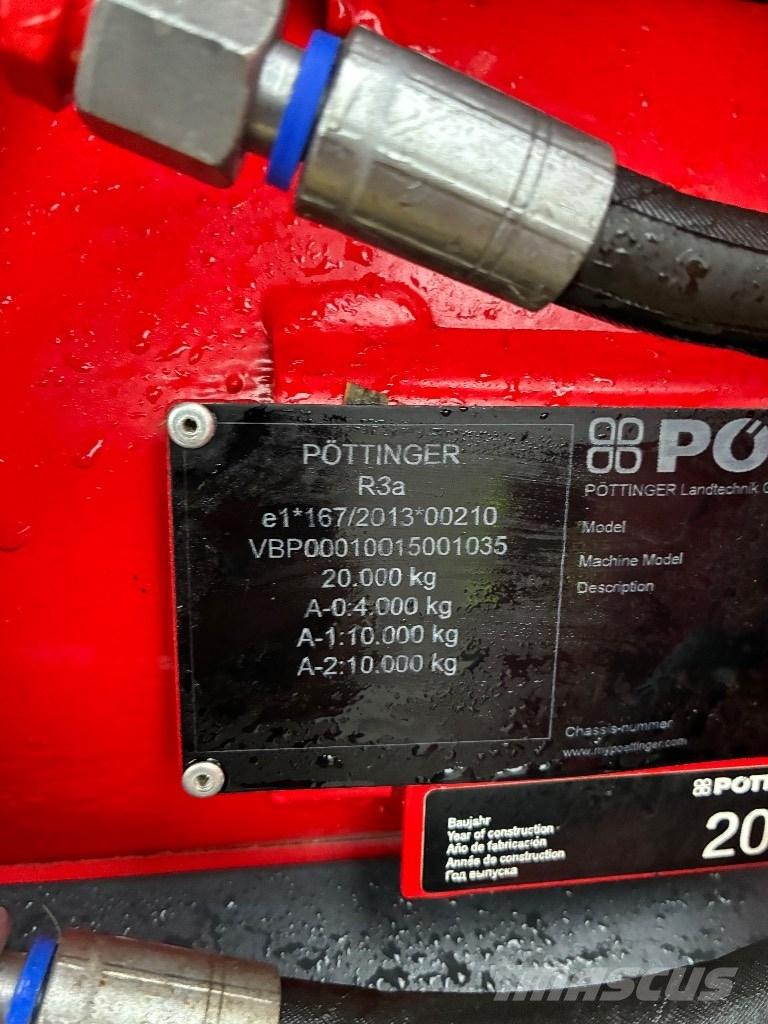 PÖTTINGER
R3a
e1*167/2013*00210
VBP00010015001035
20.000 kg
A-0:4.000 kg
A-1:10.000 kg
A-2:10.000 kg
PÖ
PÖTTINGER Landtechnik G
Model
Machine Model
Description
Chassis-nummer
www.mypoettinger.com
PÖTT
Baujahr
Year of construction
Año de fabricación
Année de construction
Год выпуска
20
mascus